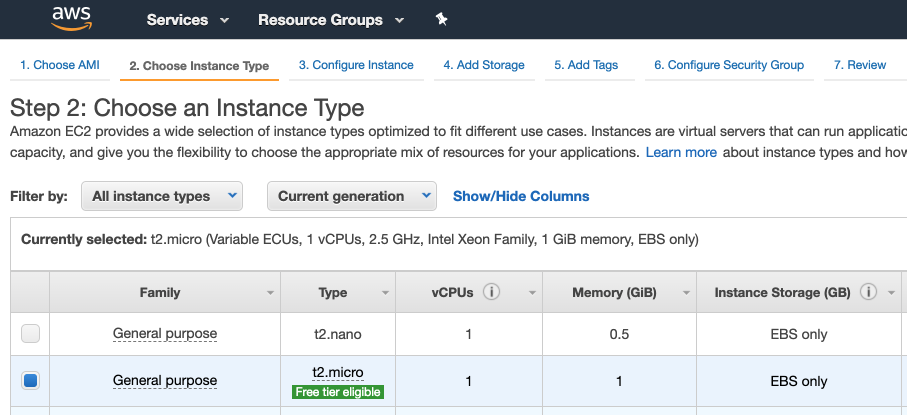 aws Services Resource Groups
1. Choose AMI 2. Choose Instance Type 3. Configure Instance 4. Add Storage 5. Add Tags 6. Configure Security Group 7. Review
Step 2: Choose an Instance Type
Amazon EC2 provides a wide selection of instance types optimized to fit different use cases. Instances are virtual servers that can run applicatio
capacity, and give you the flexibility to choose the appropriate mix of resources for your applications. Learn more about instance types and how
Filter by: All instance types Current generation Show/Hide Columns
Currently selected: t2.micro (Variable ECUs, 1 vCPUs, 2.5 GHz, Intel Xeon Family, 1 GiB memory, EBS only)
Family Type vCPUs i Memory (GiB) Instance Storage (GB) i
General purpose t2.nano 1 0.5 EBS only
General purpose t2.micro 1 1 EBS only
Free tier eligible